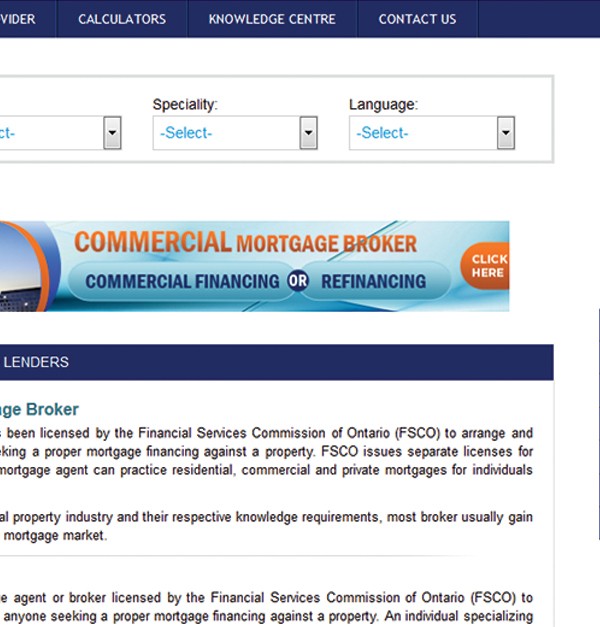 VIDER CALCULATORS KNOWLEDGE CENTRE CONTACT US
Speciality: Language:
ct- -Select- -Select-
COMMERCIAL MORTGAGE BROKER
COMMERCIAL FINANCING OR REFINANCING
CLICK
HERE
LENDERS
ge Broker
been licensed by the Financial Services Commission of Ontario (FSCO) to arrange and
king a proper mortgage financing against a property. FSCO issues separate licenses for
mortgage agent can practice residential, commercial and private mortgages for individuals
al property industry and their respective knowledge requirements, most broker usually gain
mortgage market.
e agent or broker licensed by the Financial Services Commission of Ontario (FSCO) to
anyone seeking a proper mortgage financing against a property. An individual specializing